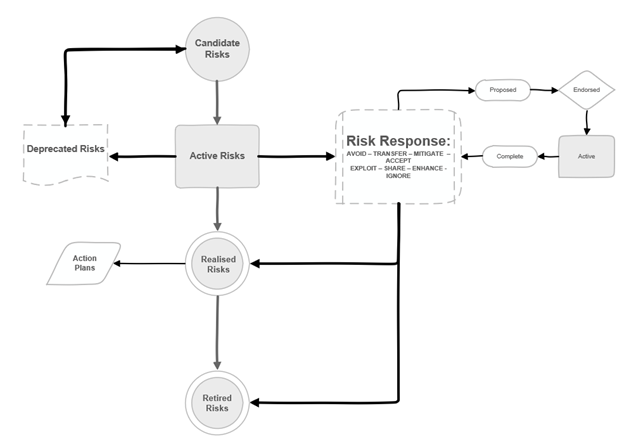 Candidate
Risks
Proposed
Endorsed
Deprecated Risks
Active Risks
Risk Response:
AVOID – TRANSFER – MITIGATE –
ACCEPT
EXPLOIT – SHARE – ENHANCE -
IGNORE
Complete
Active
Action
Plans
Realised
Risks
Retired
Risks